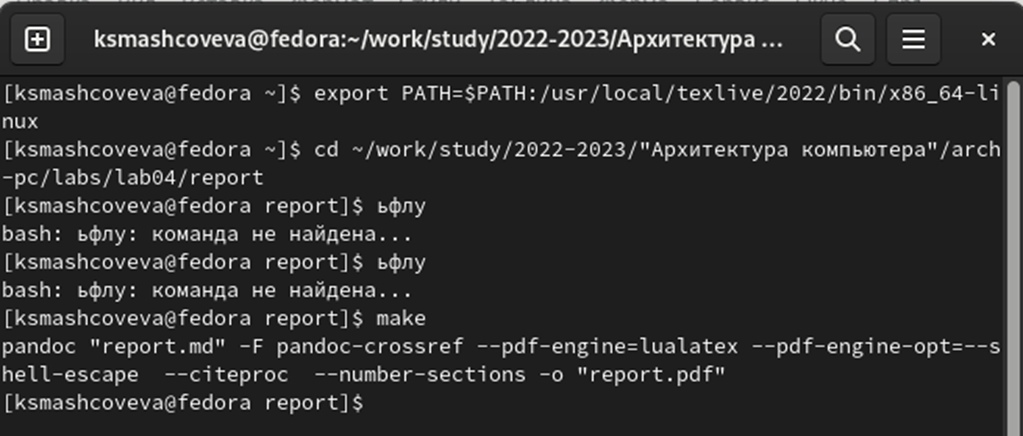 ksmashcoveva@fedora:~/work/study/2022-2023/Архитектура ...
[ksmashcoveva@fedora ~]$ export PATH=$PATH:/usr/local/texlive/2022/bin/x86_64-li
nux
[ksmashcoveva@fedora ~]$ cd ~/work/study/2022-2023/"Архитектура компьютера"/arch
-pc/labs/lab04/report
[ksmashcoveva@fedora report]$ ьфлу
bash: ьфлу: команда не найдена...
[ksmashcoveva@fedora report]$ ьфлу
bash: ьфлу: команда не найдена...
[ksmashcoveva@fedora report]$ make
pandoc "report.md" -F pandoc-crossref --pdf-engine=lualatex --pdf-engine-opt=--s
hell-escape  --citeproc  --number-sections -o "report.pdf"
[ksmashcoveva@fedora report]$